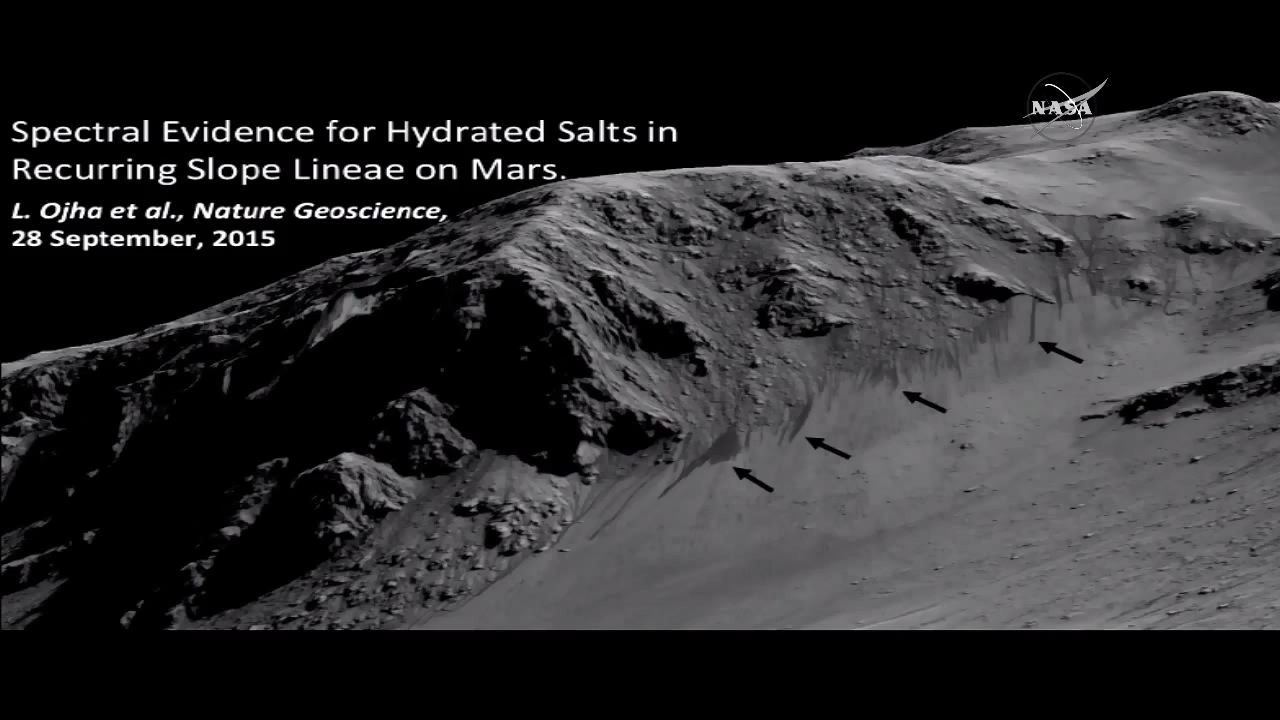 Spectral Evidence for Hydrated Salts in
Recurring Slope Lineae on Mars.
L. Ojha et al., Nature Geoscience,
28 September, 2015
NASA